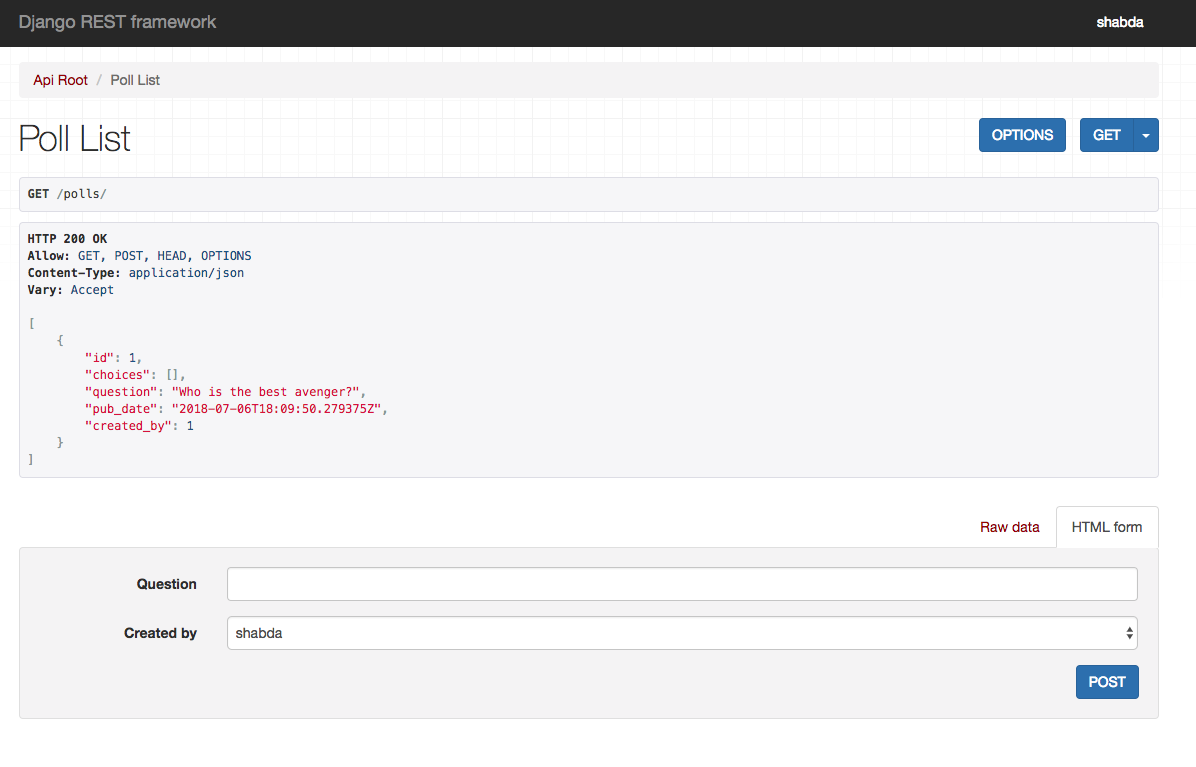 Django REST framework
shabda
Api Root / Poll List
Poll List
OPTIONS
GET
GET /polls/
HTTP 200 OK
Allow: GET, POST, HEAD, OPTIONS
Content-Type: application/json
Vary: Accept
[
    {
        "id": 1,
        "choices": [],
        "question": "Who is the best avenger?",
        "pub_date": "2018-07-06T18:09:50.279375Z",
        "created_by": 1
    }
]
Raw data
HTML form
Question
Created by
shabda
POST